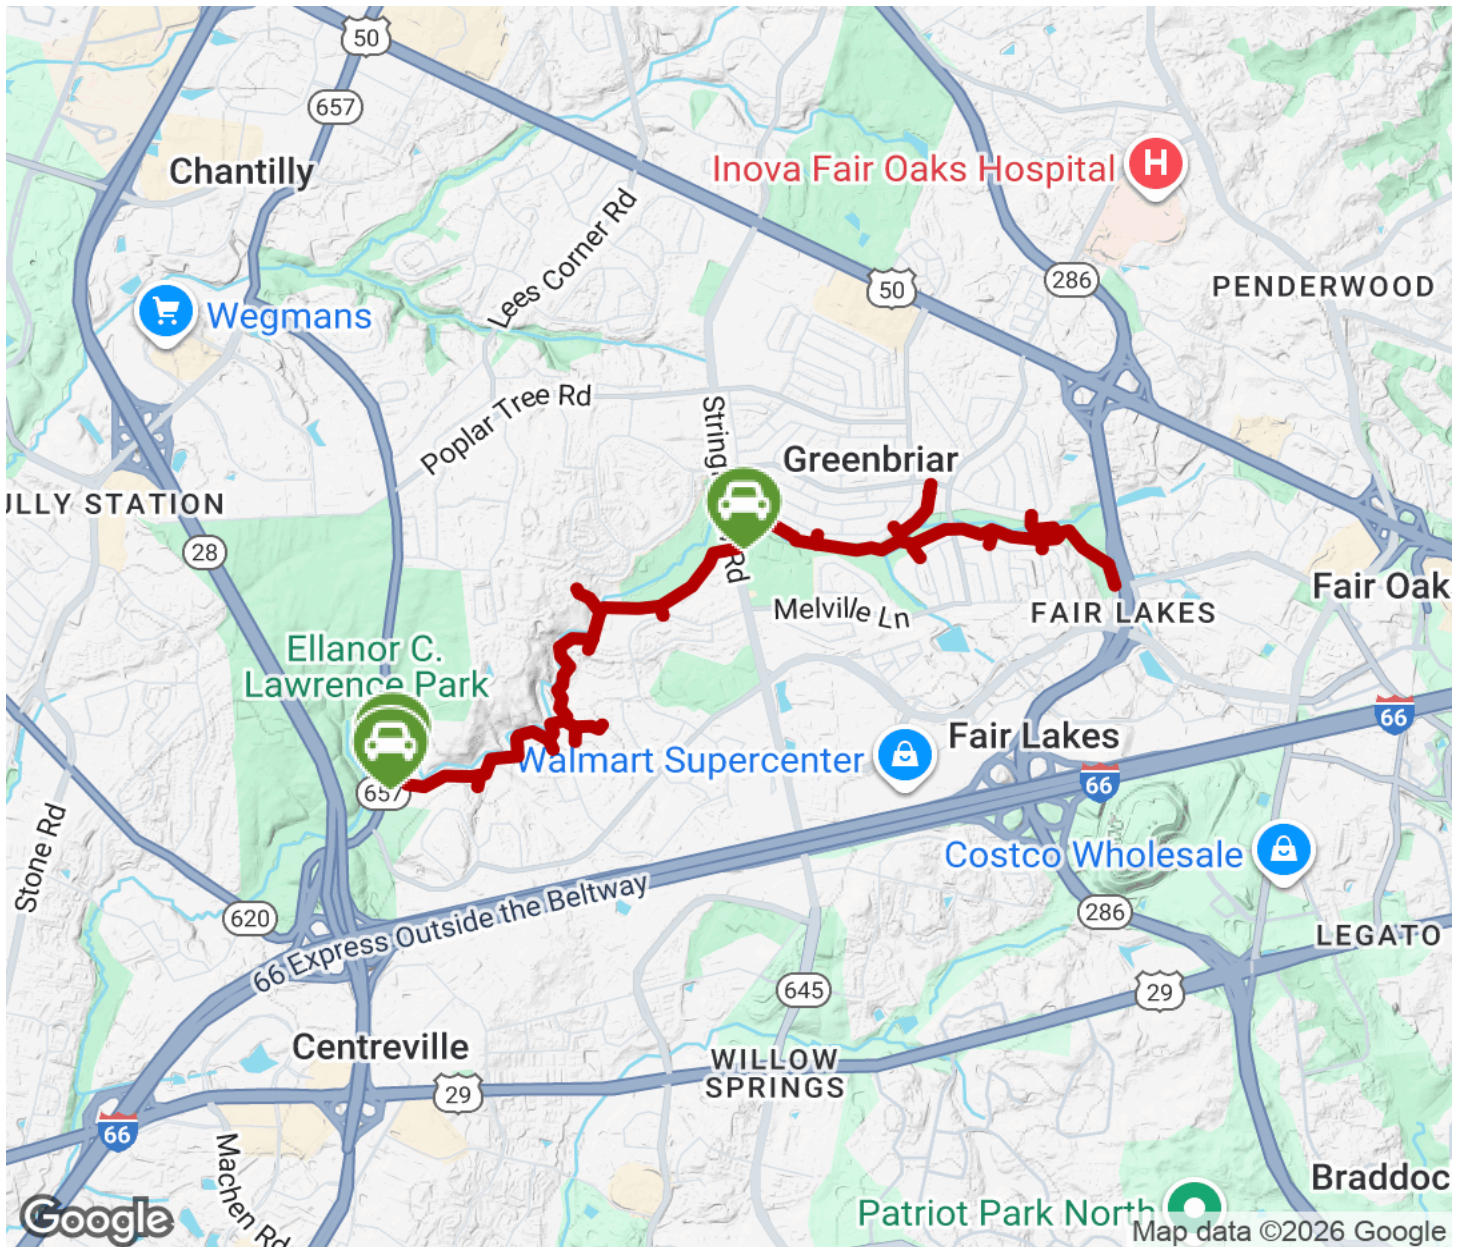 50
657
Chantilly
Inova Fair Oaks Hospital
H
Lees Corner Rd
286
PENDERWOOD
50
Wegmans
Poplar Tree Rd
String
Rd
Greenbriar
ULLY STATION
28
Fair Oak
Melville Ln
FAIR LAKES
Ellanor C.
Lawrence Park
66
Fair Lakes
Walmart Supercenter
66
657
Stone Rd
Costco Wholesale
66 Express Outside the Beltway
620
286
LEGATO
645
29
Centreville
WILLOW
SPRINGS
29
66
Machen Rd
Braddoc
Patriot Park North
Google
Map data ©2026 Google